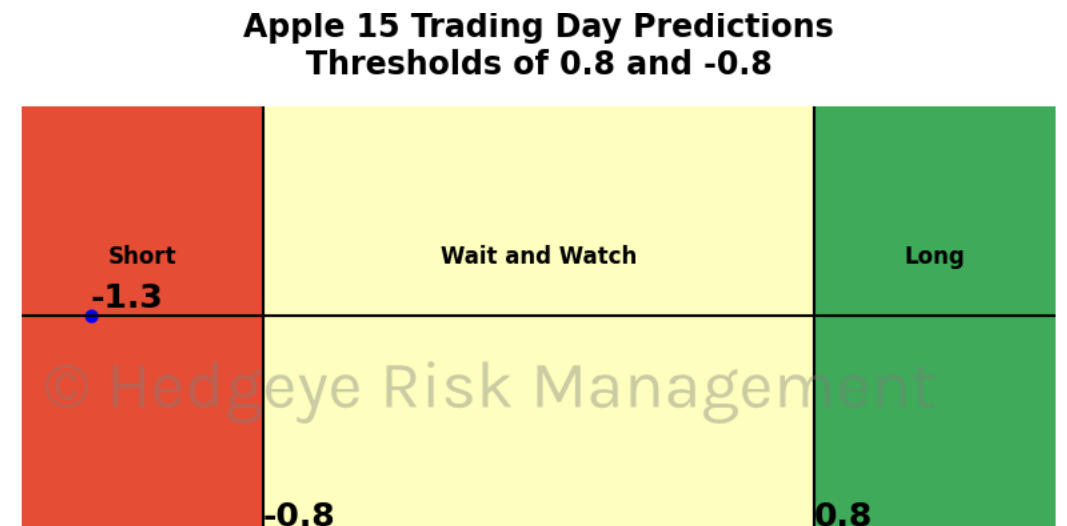 Apple 15 Trading Day Predictions
Thresholds of 0.8 and -0.8
Short
Wait and Watch
Long
-1.3
© Hedgeye Risk Management
-0.8
0.8